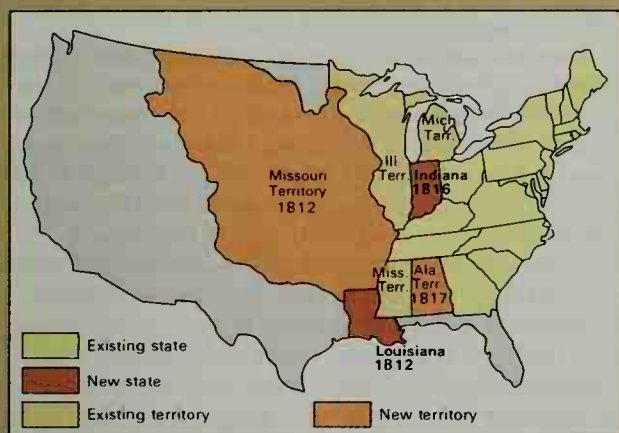 Mich
Tarr.
Ill
Terr.
Indiana
1816
Missouri
Territory
1812
Miss.
Terr.
Ala
Terr
1817
Louisiana
1812
Existing state
New state
Existing territory
New territory